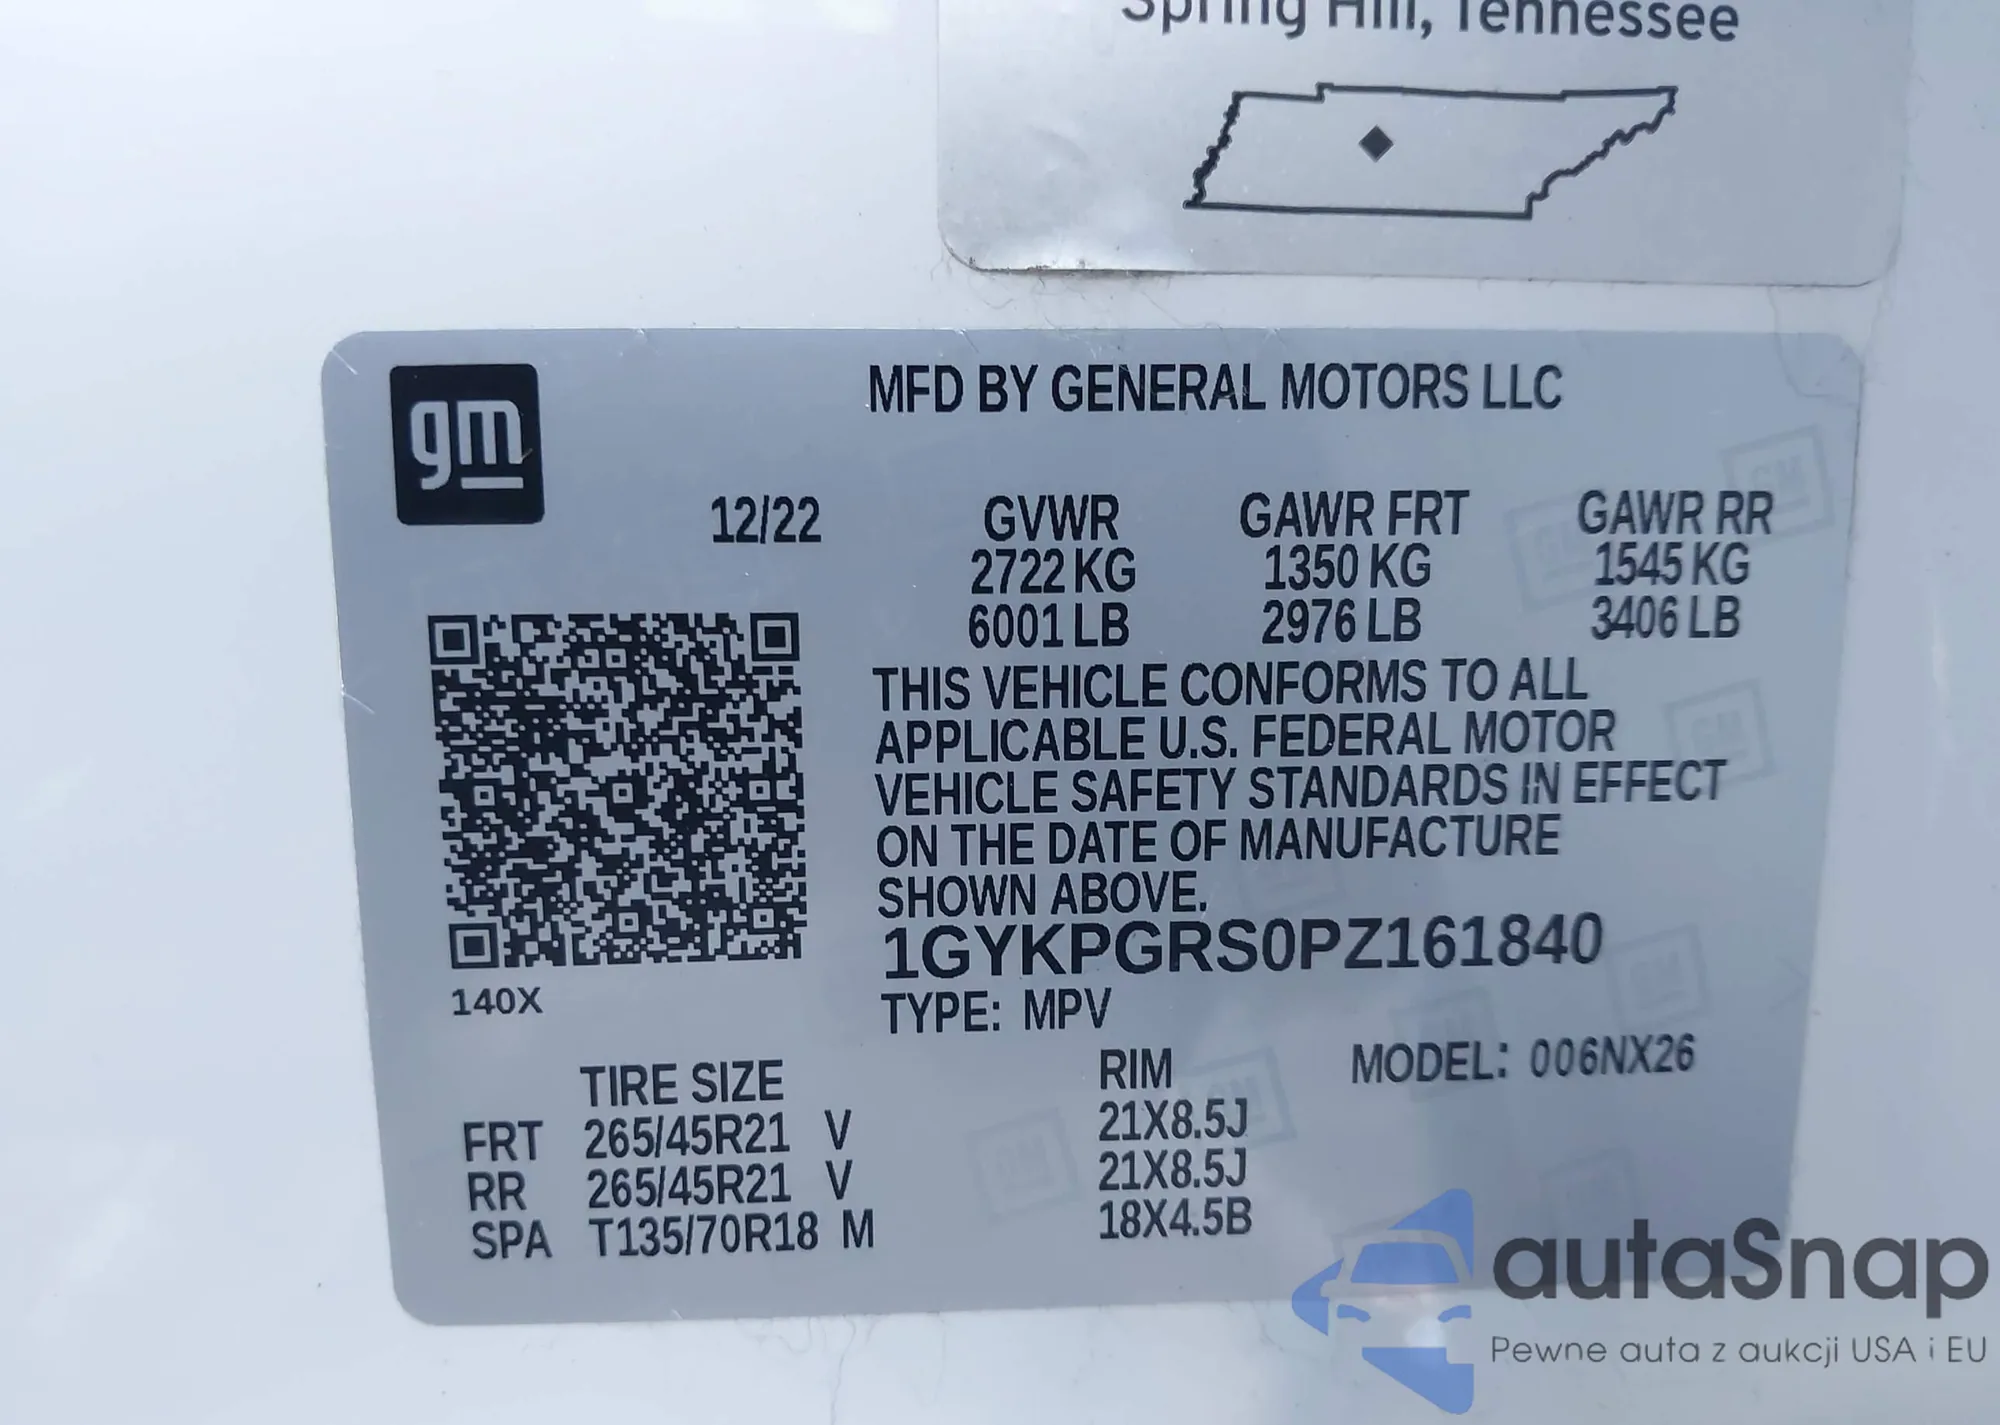 Spring Hill, Tennessee
gm
MFD BY GENERAL MOTORS LLC
12/22 GVWR GAWR FRT GAWR RR
2722 KG 1350 KG 1545 KG
6001 LB 2976 LB 3406 LB
THIS VEHICLE CONFORMS TO ALL
APPLICABLE U.S. FEDERAL MOTOR
VEHICLE SAFETY STANDARDS IN EFFECT
ON THE DATE OF MANUFACTURE
SHOWN ABOVE.
1GYKPGRS0PZ161840
140X
TYPE: MPV
TIRE SIZE RIM MODEL: 006NX26
FRT 265/45R21 V 21X8.5J
RR 265/45R21 V 21X8.5J
SPA T135/70R18 M 18X4.5B
autaSnap
Pewne auta z aukcji USA i EU